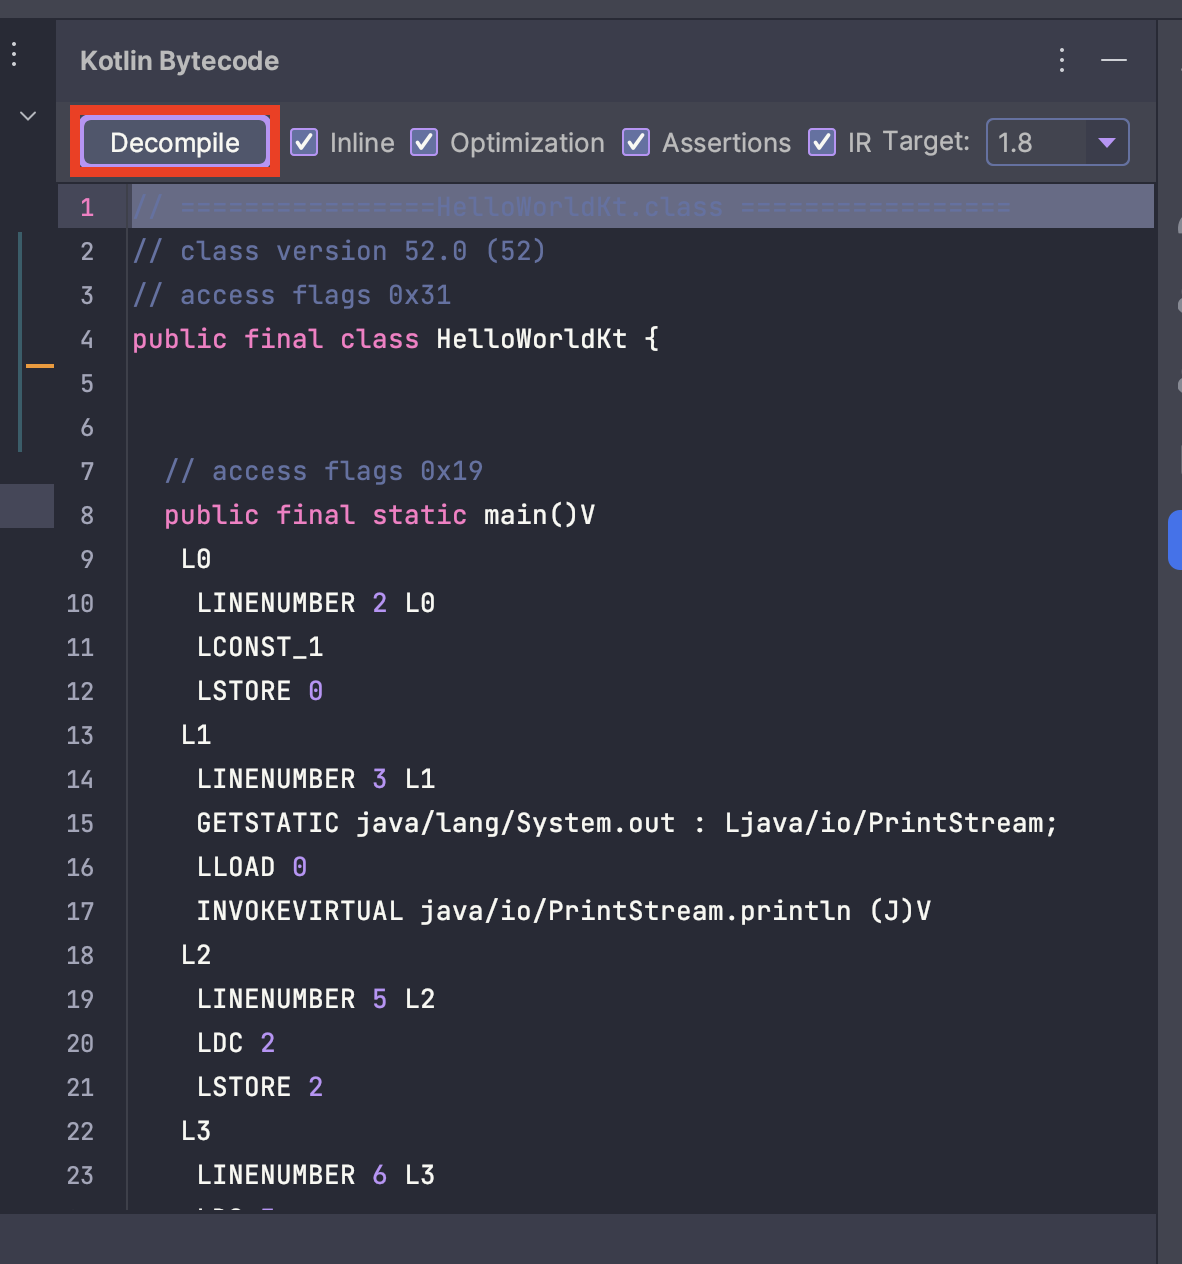 Kotlin Bytecode
Decompile Inline Optimization Assertions IR Target: 1.8
1 // ================HelloWorldKt.class =================
2 // class version 52.0 (52)
3 // access flags 0x31
4 public final class HelloWorldKt {
5
6
7 // access flags 0x19
8 public final static main()V
9 L0
10 LINENUMBER 2 L0
11 LCONST_1
12 LSTORE 0
13 L1
14 LINENUMBER 3 L1
15 GETSTATIC java/lang/System.out : Ljava/io/PrintStream;
16 LLOAD 0
17 INVOKEVIRTUAL java/io/PrintStream.println (J)V
18 L2
19 LINENUMBER 5 L2
20 LDC 2
21 LSTORE 2
22 L3
23 LINENUMBER 6 L3